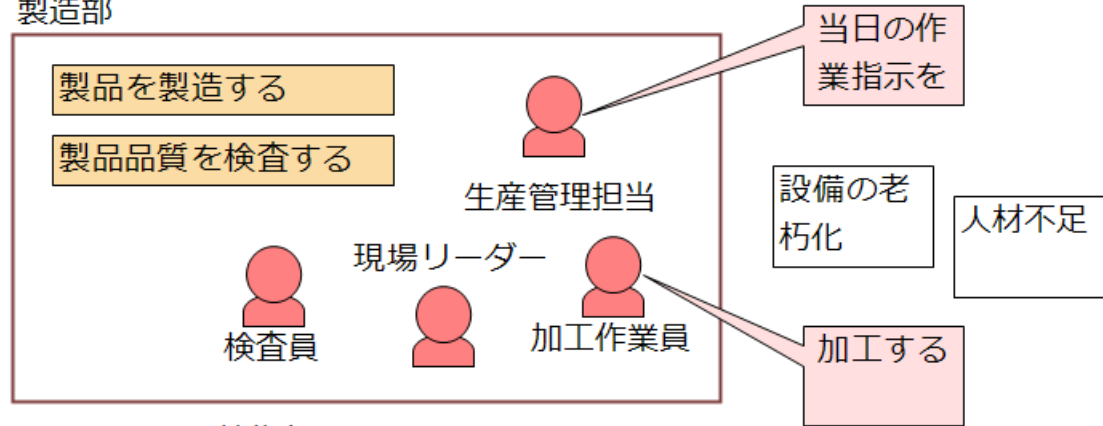 製造部
製品を製造する
製品品質を検査する
当日の作
業指示を
生産管理担当
設備の老
朽化
人材不足
現場リーダー
検査員
加工作業員
加工する